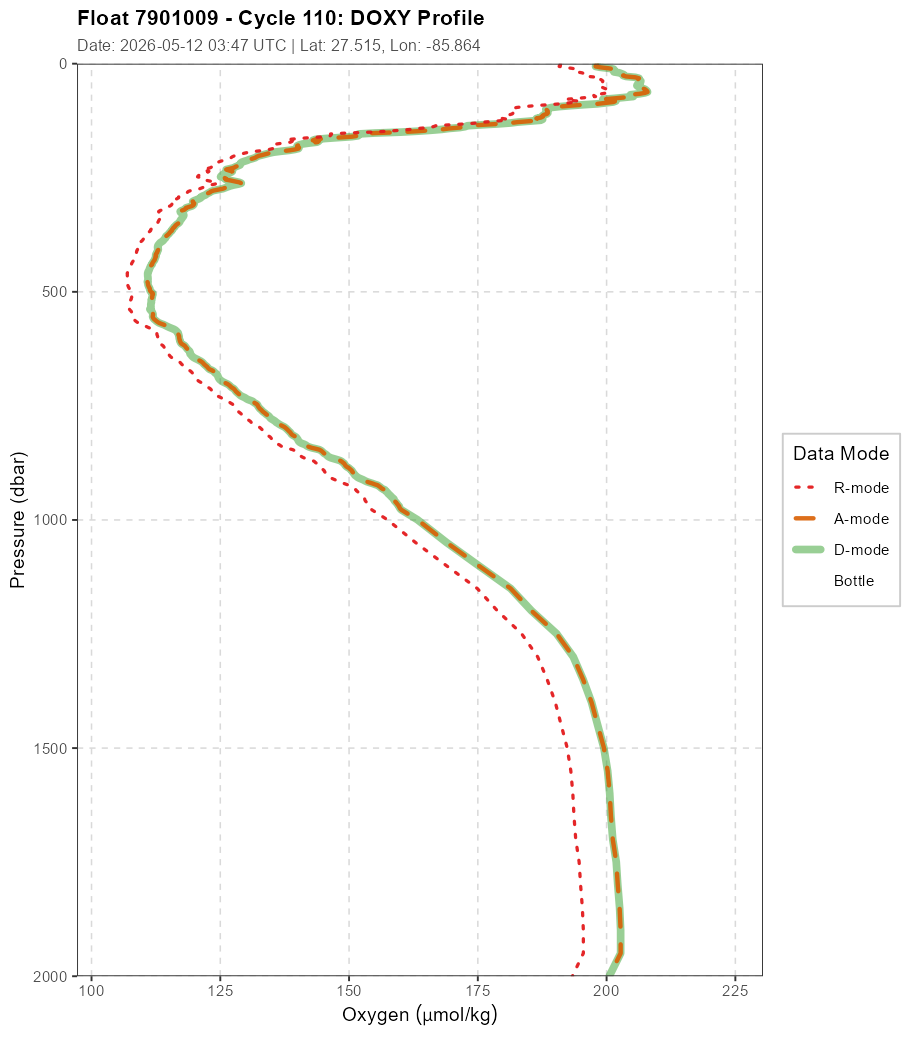 Float 7901009 - Cycle 110: DOXY Profile
Date: 2026-05-12 03:47 UTC | Lat: 27.515, Lon: -85.864
0
500
1000
1500
2000
Pressure (dbar)
100 125 150 175 200 225
Oxygen (µmol/kg)
Data Mode
R-mode
A-mode
D-mode
Bottle